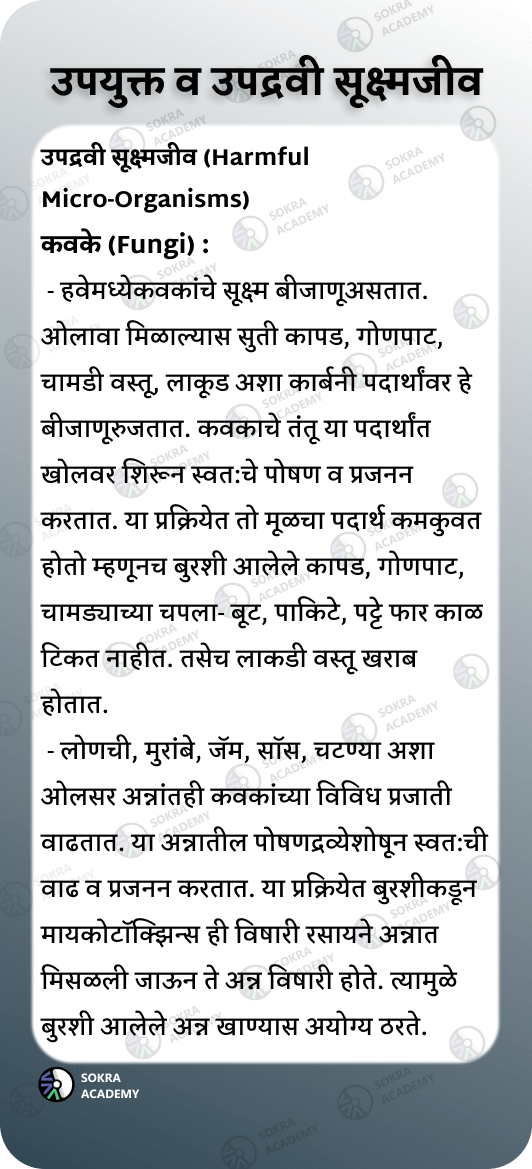 उपयुक्त व उपद्रवी सूक्ष्मजीव
उपद्रवी सूक्ष्मजीव (Harmful
Micro-Organisms)
कवके (Fungi) :
- हवेमध्येकवकांचे सूक्ष्म बीजाणूअसतात.
ओलावा मिळाल्यास सुती कापड, गोणपाट,
चामडी वस्तू, लाकूड अशा कार्बनी पदार्थांवर हे
बीजाणूरुजतात. कवकाचे तंतू या पदार्थांत
खोलवर शिरून स्वत:चे पोषण व प्रजनन
करतात. या प्रक्रियेत तो मूळचा पदार्थ कमकुवत
होतो म्हणूनच बुरशी आलेले कापड, गोणपाट,
चामड्याच्या चपला- बूट, पाकिटे, पट्टे फार काळ
टिकत नाहीत. तसेच लाकडी वस्तू खराब
होतात.
- लोणची, मुरांबे, जॅम, सॉस, चटण्या अशा
ओलसर अन्नांतही कवकांच्या विविध प्रजाती
वाढतात. या अन्नातील पोषणद्रव्येशोषून स्वत:ची
वाढ व प्रजनन करतात. या प्रक्रियेत बुरशीकडून
मायकोटॉक्झिन्स ही विषारी रसायने अन्नात
मिसळली जाऊन ते अन्न विषारी होते. त्यामुळे
बुरशी आलेले अन्न खाण्यास अयोग्य ठरते.
SOKRA
ACADEMY